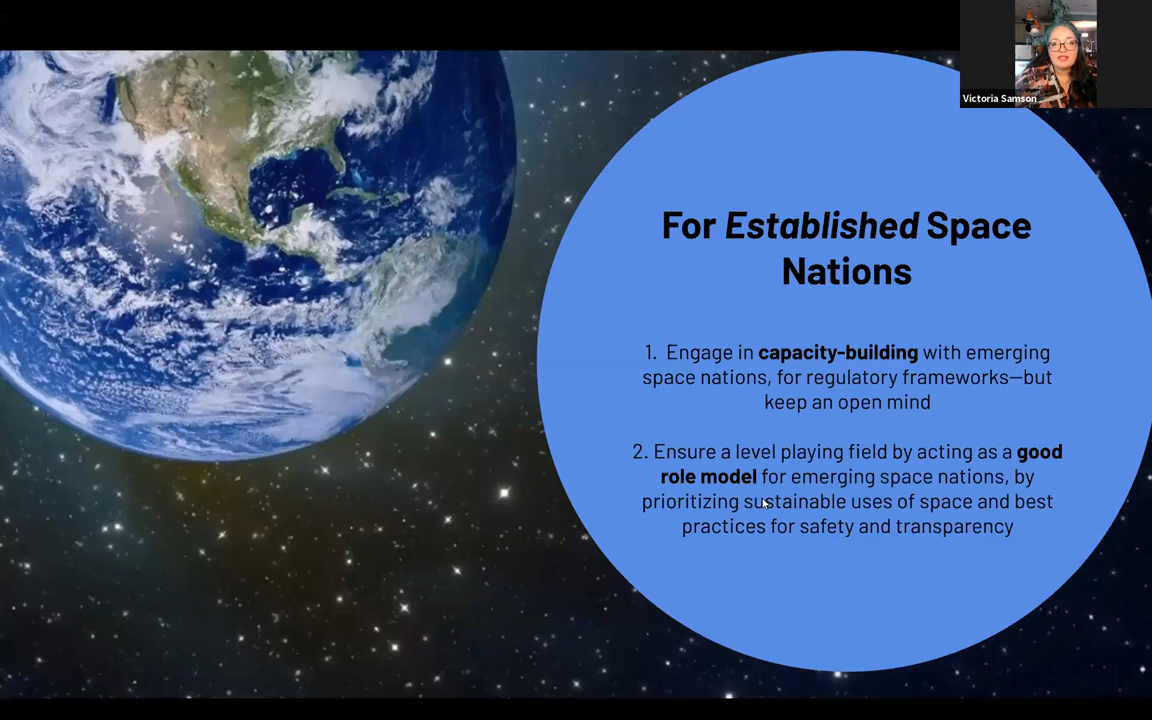 Victoria Samson
For Established Space
Nations
1. Engage in capacity-building with emerging
space nations, for regulatory frameworks—but
keep an open mind
2. Ensure a level playing field by acting as a good
role model for emerging space nations, by
prioritizing sustainable uses of space and best
practices for safety and transparency